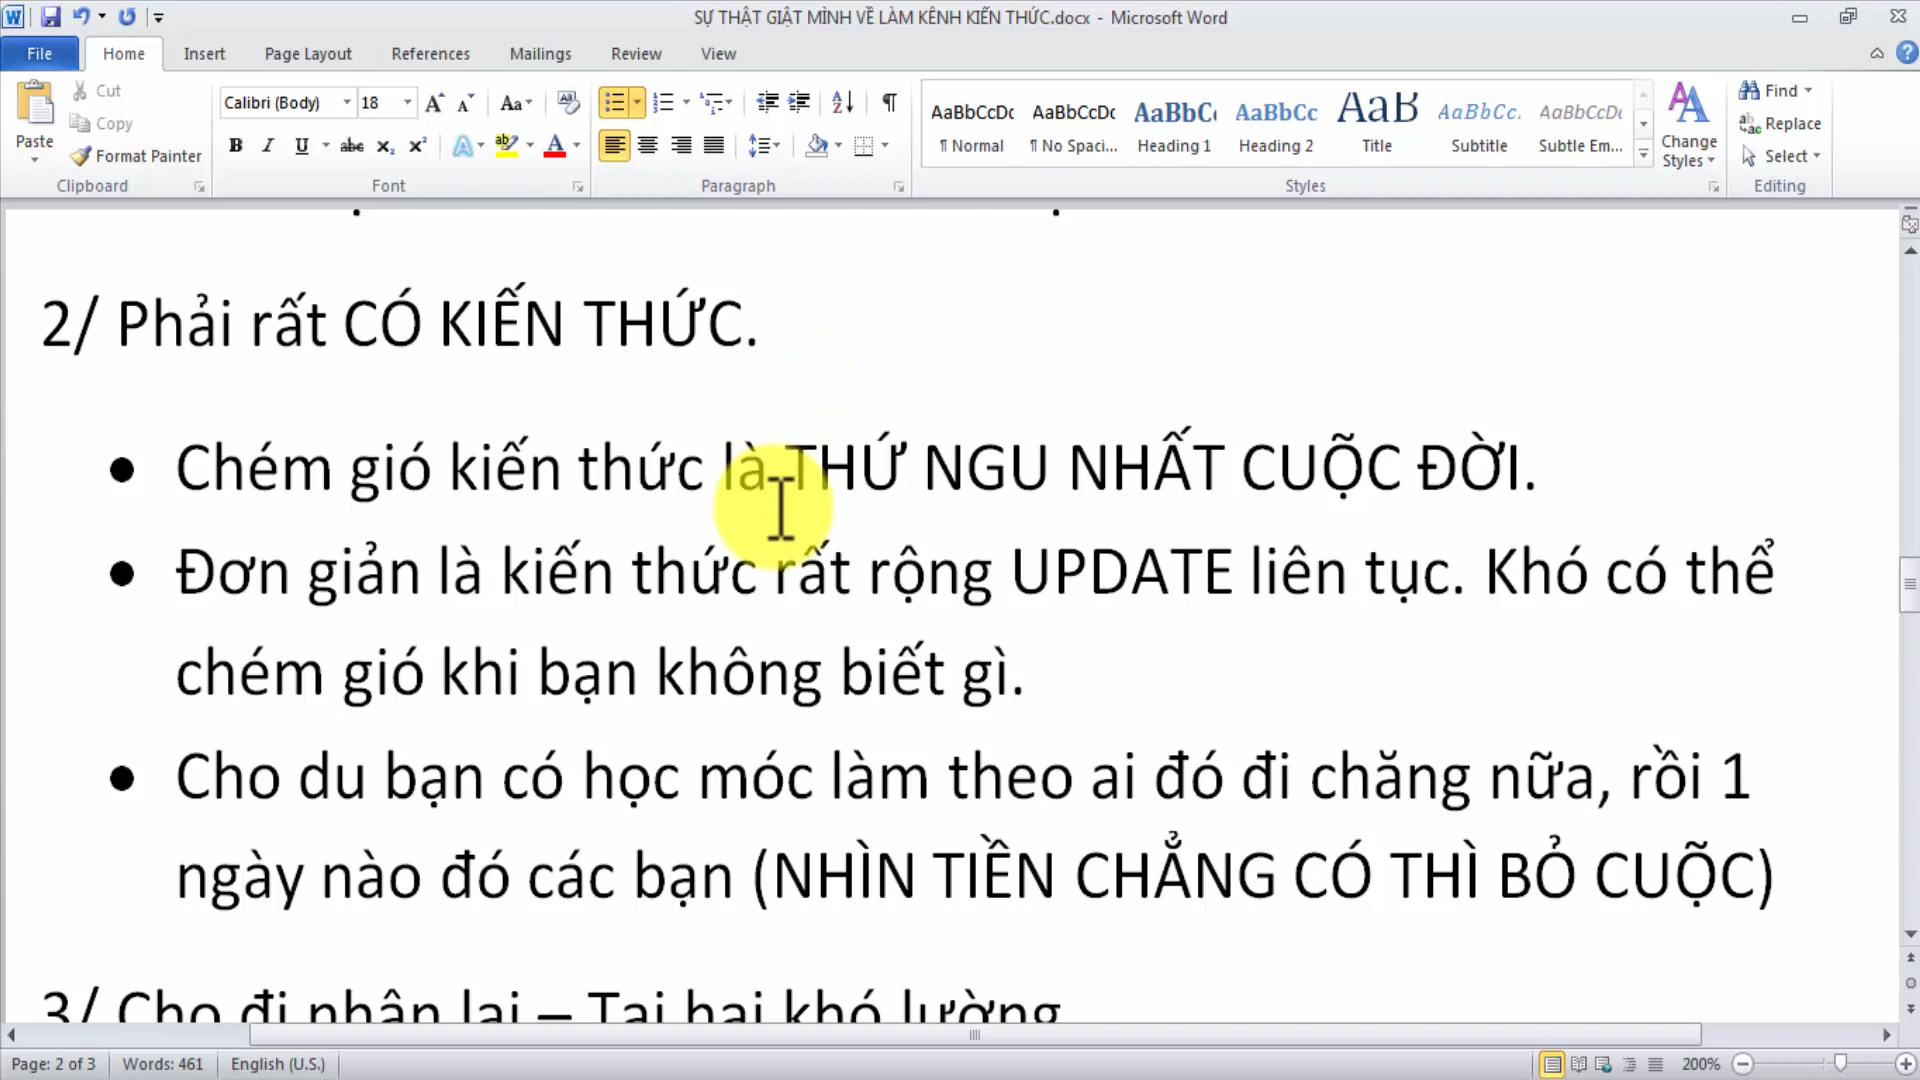 SỰ THẬT GIẬT MÌNH VỀ LÀM KÊNH KIẾN THỨC.docx - Microsoft Word
File Home Insert Page Layout References Mailings Review View
Cut
Copy
Paste
Format Painter
Clipboard
Calibri (Body) 18
Font
Paragraph
AaBbCcDc AaBbCcDc AaBbC AaBbCc AaB AaBbCc. AaBbCcDc
¶ Normal ¶ No Spaci... Heading 1 Heading 2 Title Subtitle Subtle Em...
Change Styles
Styles
Find
Replace
Select
Editing
2/ Phải rất CÓ KIẾN THỨC.
• Chém gió kiến thức là THỨ NGU NHẤT CUỘC ĐỜI.
• Đơn giản là kiến thức rất rộng UPDATE liên tục. Khó có thể
chém gió khi bạn không biết gì.
• Cho du bạn có học móc làm theo ai đó đi chăng nữa, rồi 1
ngày nào đó các bạn (NHÌN TIỀN CHẲNG CÓ THÌ BỎ CUỘC)
3/ Cho đi nhận lại – Tai hại khó lường
Page: 2 of 3 Words: 461 English (U.S.) 200%